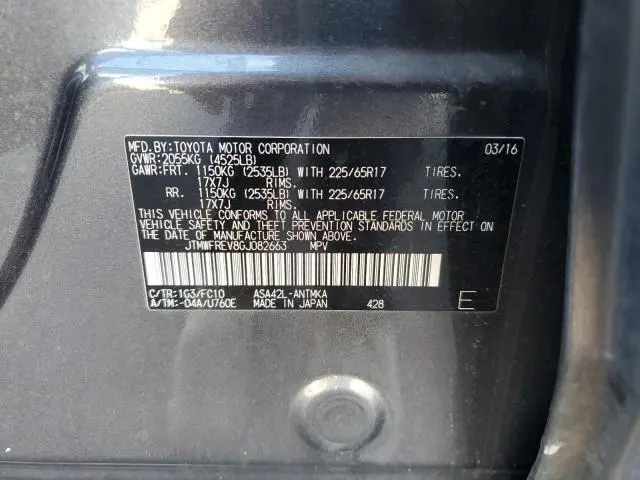 MFD. BY: TOYOTA MOTOR CORPORATION 03/16
GVWR: 2055KG (4525LB)
GAWR: FRT. 1150KG (2535LB) WITH 225/65R17 TIRES.
17X7J RIMS.
RR. 1150KG (2535LB) WITH 225/65R17 TIRES.
17X7J RIMS.
THIS VEHICLE CONFORMS TO ALL APPLICABLE FEDERAL MOTOR
VEHICLE SAFETY AND THEFT PREVENTION STANDARDS IN EFFECT ON
THE DATE OF MANUFACTURE SHOWN ABOVE.
JTMWFREV8GJ082663 MPV
C/TR: 1G3/FC10 ASA42L-ANTMKA
A/TM: -04A/U760E MADE IN JAPAN 428 E